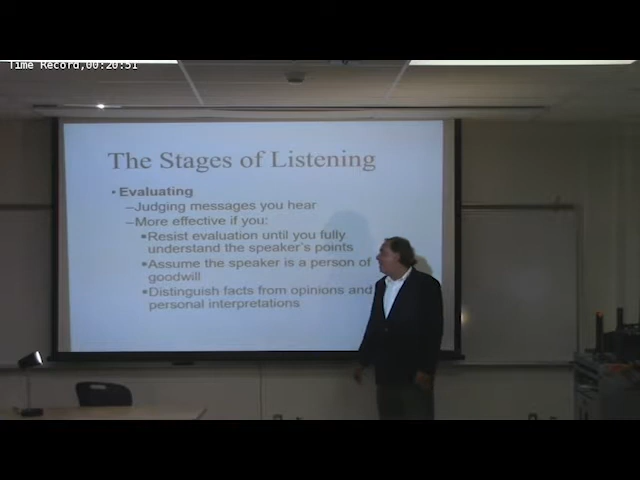 Time Record,00:20:51
The Stages of Listening
• Evaluating
–Judging messages you hear
–More effective if you:
▪Resist evaluation until you fully
understand the speaker's points
▪Assume the speaker is a person of
goodwill
▪Distinguish facts from opinions and
personal interpretations